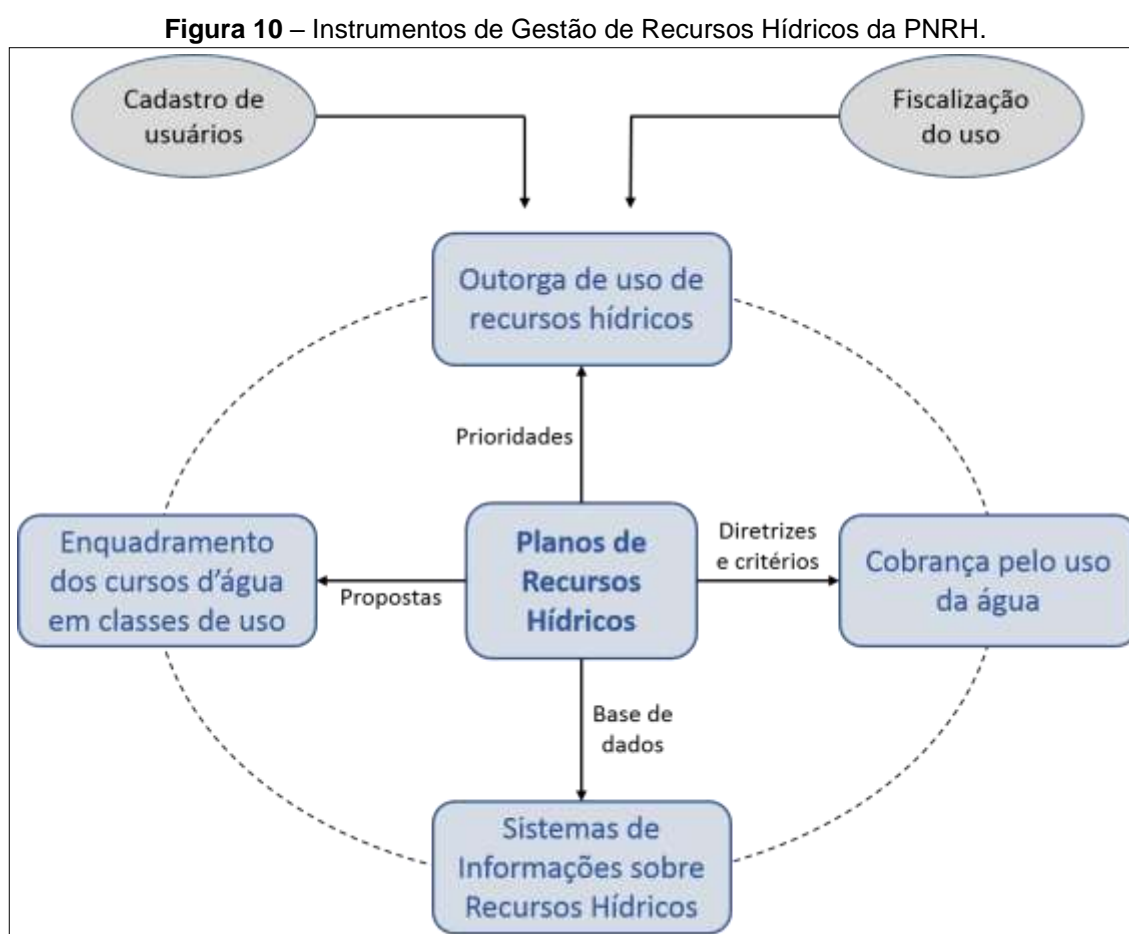 Figura 10 – Instrumentos de Gestão de Recursos Hídricos da PNRH.
Cadastro de
usuários
Fiscalização
do uso
Outorga de uso de
recursos hídricos
Prioridades
Enquadramento
dos cursos d'água
em classes de uso
Propostas
Planos de
Recursos
Hídricos
Diretrizes
e critérios
Cobrança pelo uso
da água
Base de
dados
Sistemas de
Informações sobre
Recursos Hídricos